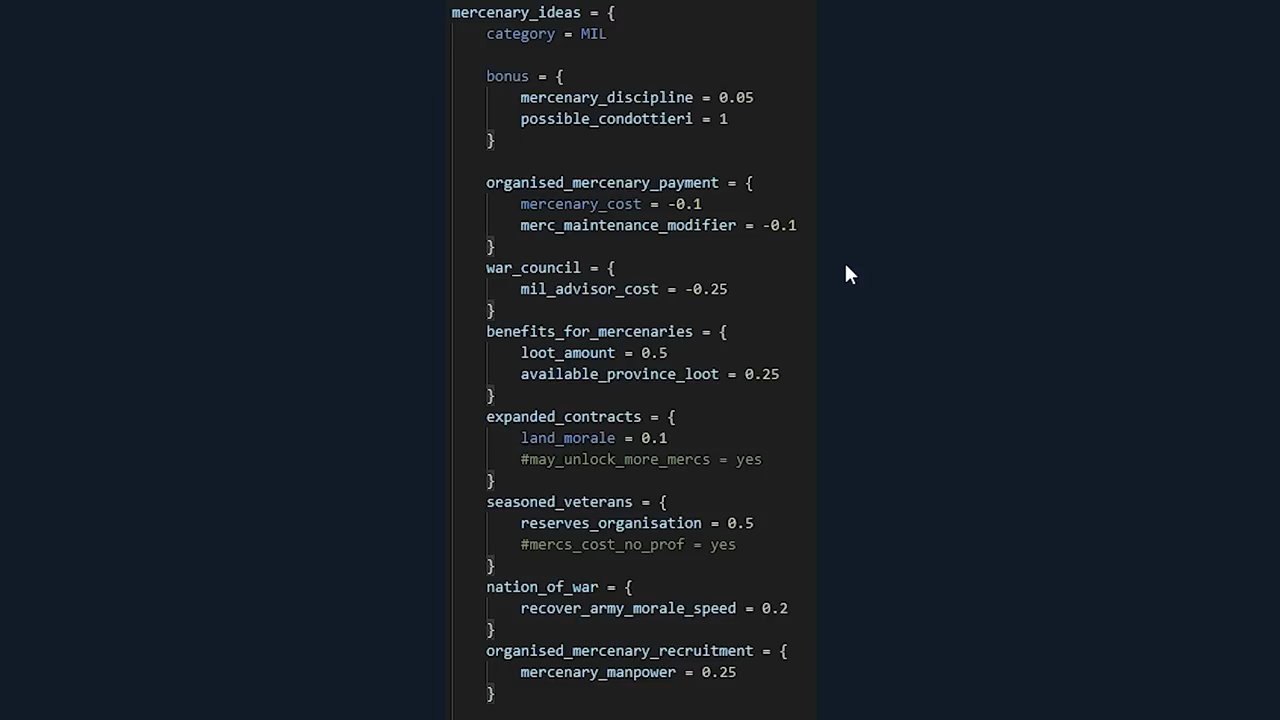 mercenary_ideas = {
category = MIL
bonus = {
mercenary_discipline = 0.05
possible_condottieri = 1
}
organised_mercenary_payment = {
mercenary_cost = -0.1
merc_maintenance_modifier = -0.1
}
war_council = {
mil_advisor_cost = -0.25
}
benefits_for_mercenaries = {
loot_amount = 0.5
available_province_loot = 0.25
}
expanded_contracts = {
land_morale = 0.1
#may_unlock_more_mercs = yes
}
seasoned_veterans = {
reserves_organisation = 0.5
#mercs_cost_no_prof = yes
}
nation_of_war = {
recover_army_morale_speed = 0.2
}
organised_mercenary_recruitment = {
mercenary_manpower = 0.25
}